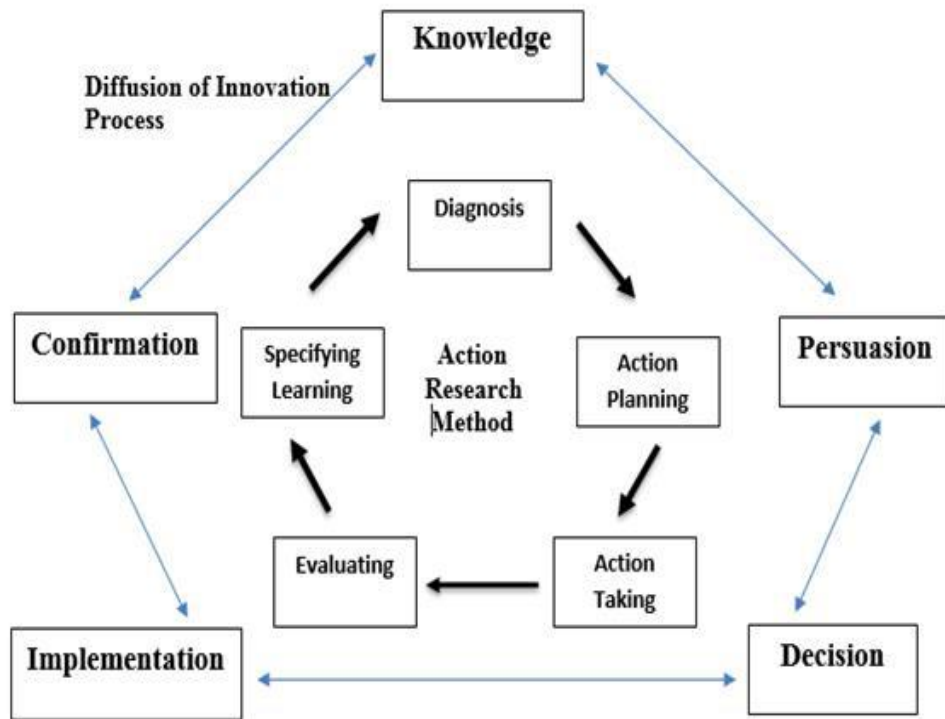 Knowledge
Diffusion of Innovation
Process
Diagnosis
Confirmation
Specifying
Learning
Action
Research
Method
Action
Planning
Persuasion
Evaluating
Action
Taking
Implementation
Decision